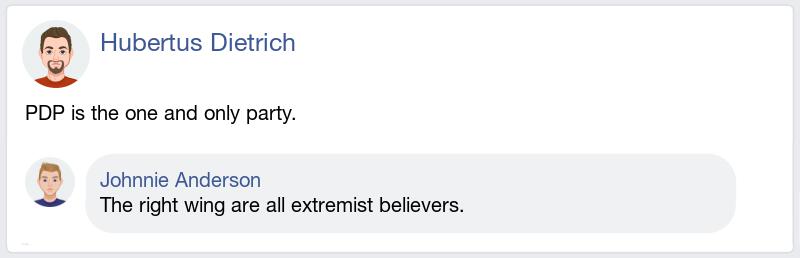 Hubertus Dietrich
PDP is the one and only party.
Johnnie Anderson
The right wing are all extremist believers.